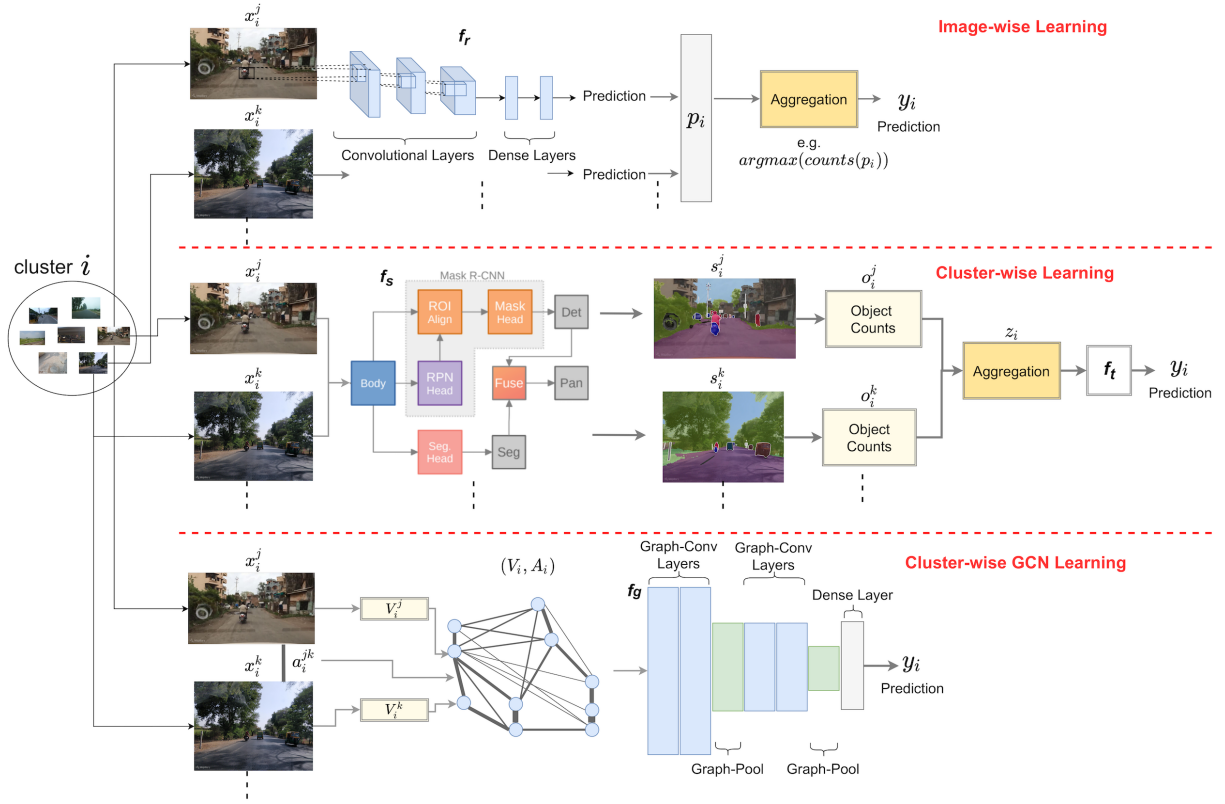 x_i^j
f_r
Image-wise Learning
Prediction
p_i
Aggregation
y_i
Prediction
e.g.
argmax(counts(p_i))
x_i^k
Convolutional Layers
Dense Layers
Prediction
cluster i
Cluster-wise Learning
x_i^j
f_s
Mask R-CNN
ROI
Align
Mask
Head
Det
Body
RPN
Head
Fuse
Pan
Seg
Head
Seg
x_i^k
s_i^j
s_i^k
o_i^j
Object
Counts
o_i^k
Object
Counts
z_i
Aggregation
f_t
y_i
Prediction
Cluster-wise GCN Learning
x_i^j
V_i^j
a_i^{jk}
x_i^k
V_i^k
(V_i, A_i)
f_g
Graph-Conv
Layers
Graph-Conv
Layers
Dense Layer
Graph-Pool
Graph-Pool
y_i
Prediction